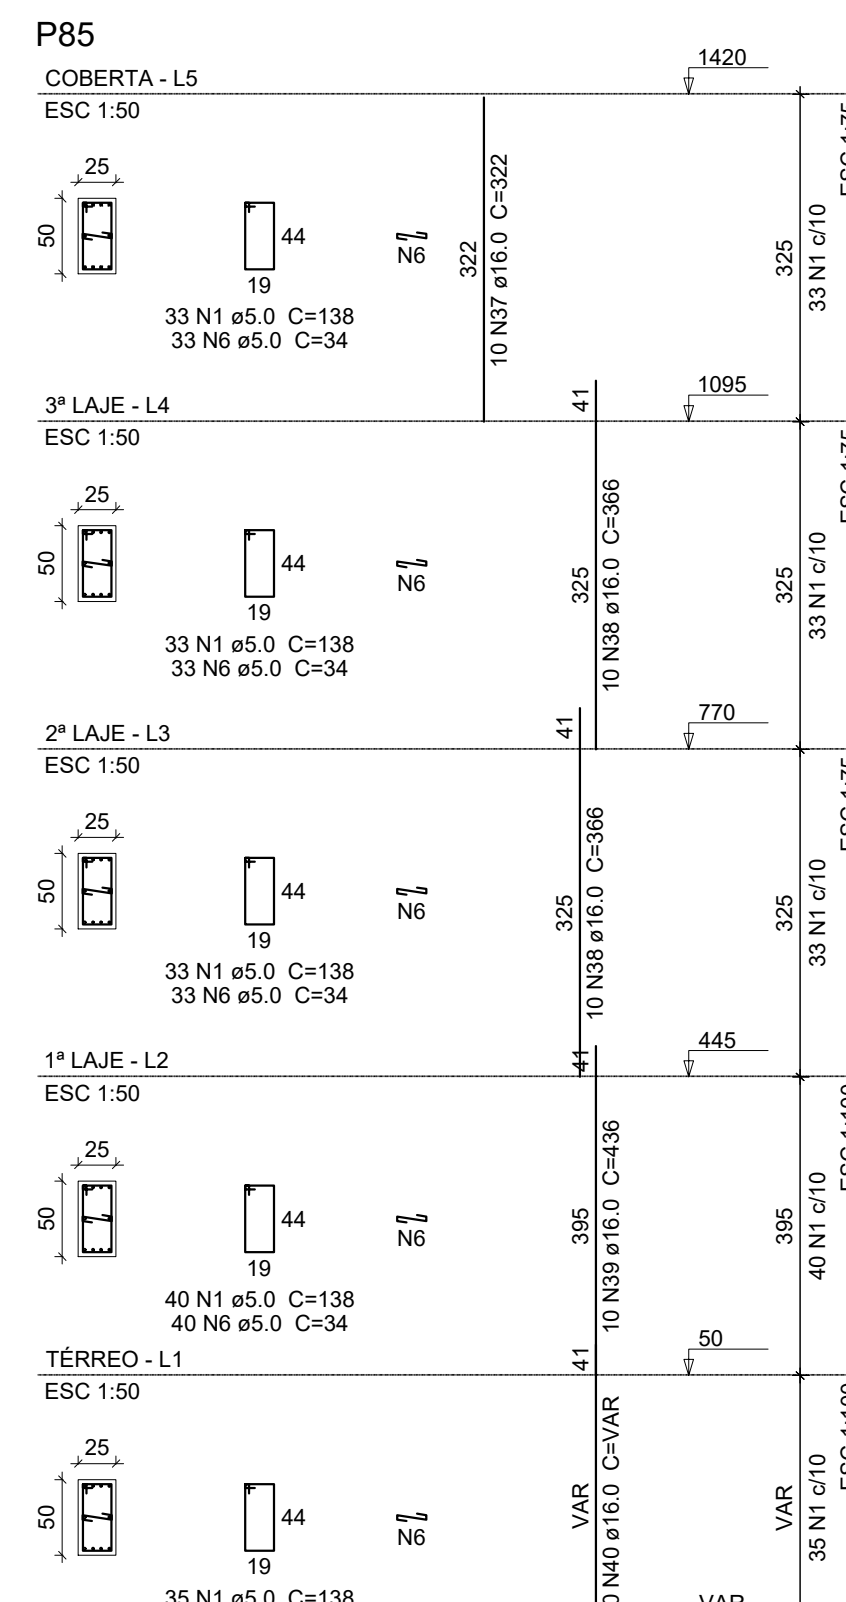 P85
COBERTA - L5
1420
ESC 1:50
25
50
44
19
N6
33 N1 ø5.0 C=138
33 N6 ø5.0 C=34
322
10 N37 ø16.0 C=322
325
33 N1 c/10
3ª LAJE - L4
41
1095
ESC 1:50
25
50
44
19
N6
33 N1 ø5.0 C=138
33 N6 ø5.0 C=34
325
10 N38 ø16.0 C=366
325
33 N1 c/10
2ª LAJE - L3
41
770
ESC 1:50
25
50
44
19
N6
33 N1 ø5.0 C=138
33 N6 ø5.0 C=34
325
10 N38 ø16.0 C=366
325
33 N1 c/10
1ª LAJE - L2
41
445
ESC 1:50
25
50
44
19
N6
40 N1 ø5.0 C=138
40 N6 ø5.0 C=34
395
10 N39 ø16.0 C=436
395
40 N1 c/10
TÉRREO - L1
41
50
ESC 1:50
25
50
44
19
N6
35 N1 ø5.0 C=138
VAR
N40 ø16.0 C=VAR
VAR
35 N1 c/10
VAR